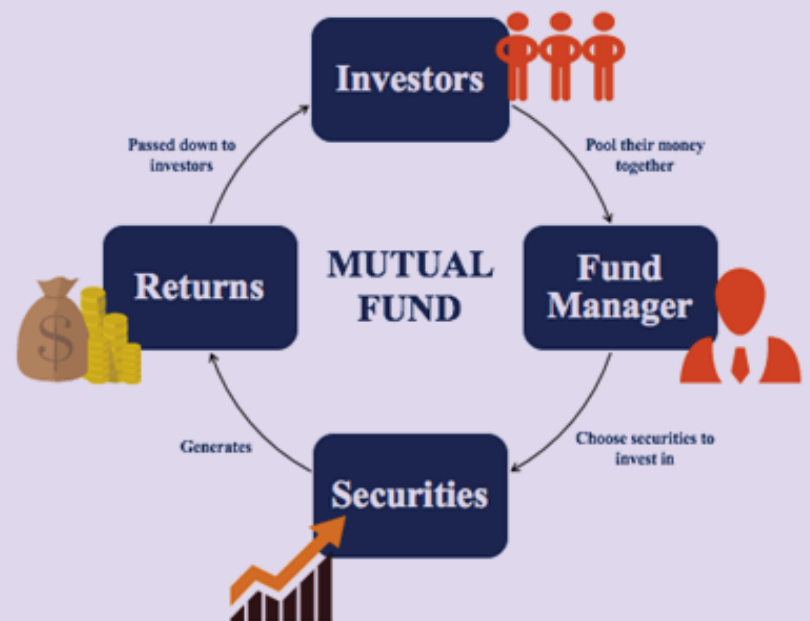 Investors
Passed down to
investors
Pool their money
together
Returns
MUTUAL
FUND
Fund
Manager
$
Generates
Choose securities to
invest in
Securities